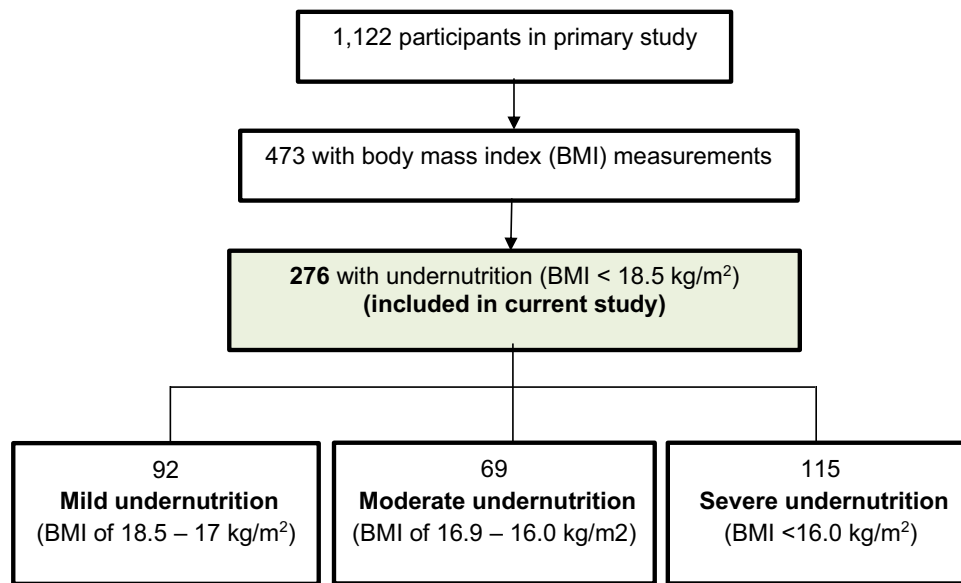 1,122 participants in primary study
473 with body mass index (BMI) measurements
276 with undernutrition (BMI < 18.5 kg/m²)
(included in current study)
92
Mild undernutrition
(BMI of 18.5 – 17 kg/m²)
69
Moderate undernutrition
(BMI of 16.9 – 16.0 kg/m2)
115
Severe undernutrition
(BMI <16.0 kg/m²)